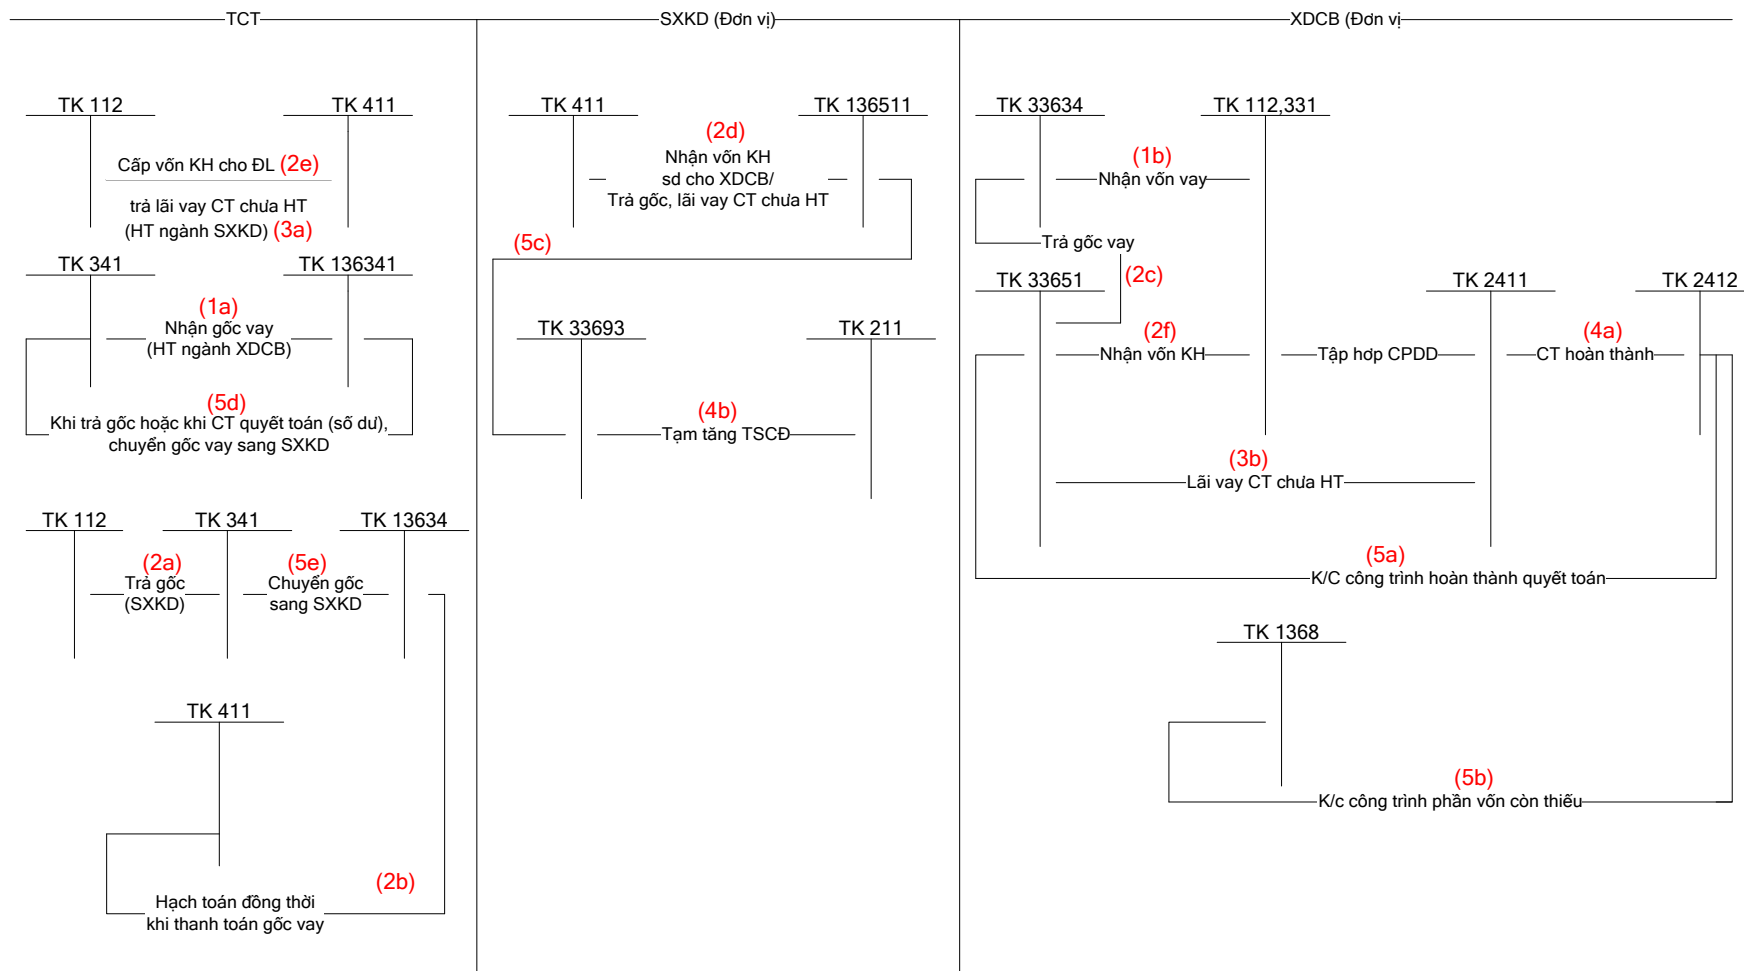 TCT
SXKD (Đơn vị)
XDCB (Đơn vị
TK 112
TK 411
Cấp vốn KH cho ĐL (2e)
trả lãi vay CT chưa HT
(HT ngành SXKD) (3a)
TK 341
TK 136341
(1a)
Nhận gốc vay
(HT ngành XDCB)
(5d)
Khi trả gốc hoặc khi CT quyết toán (số dư),
chuyển gốc vay sang SXKD
TK 112
TK 341
TK 13634
(2a)
Trả gốc
(SXKD)
(5e)
Chuyển gốc
sang SXKD
TK 411
(2b)
Hạch toán đồng thời
khi thanh toán gốc vay
TK 411
TK 136511
(2d)
Nhận vốn KH
sd cho XDCB/
Trả gốc, lãi vay CT chưa HT
(5c)
TK 33693
TK 211
(4b)
Tạm tăng TSCĐ
TK 33634
TK 112,331
(1b)
Nhận vốn vay
Trả gốc vay
(2c)
TK 33651
TK 2411
TK 2412
(2f)
Nhận vốn KH
Tập hơp CPDD
(4a)
CT hoàn thành
(3b)
Lãi vay CT chưa HT
(5a)
K/C công trình hoàn thành quyết toán
TK 1368
(5b)
K/c công trình phần vốn còn thiếu